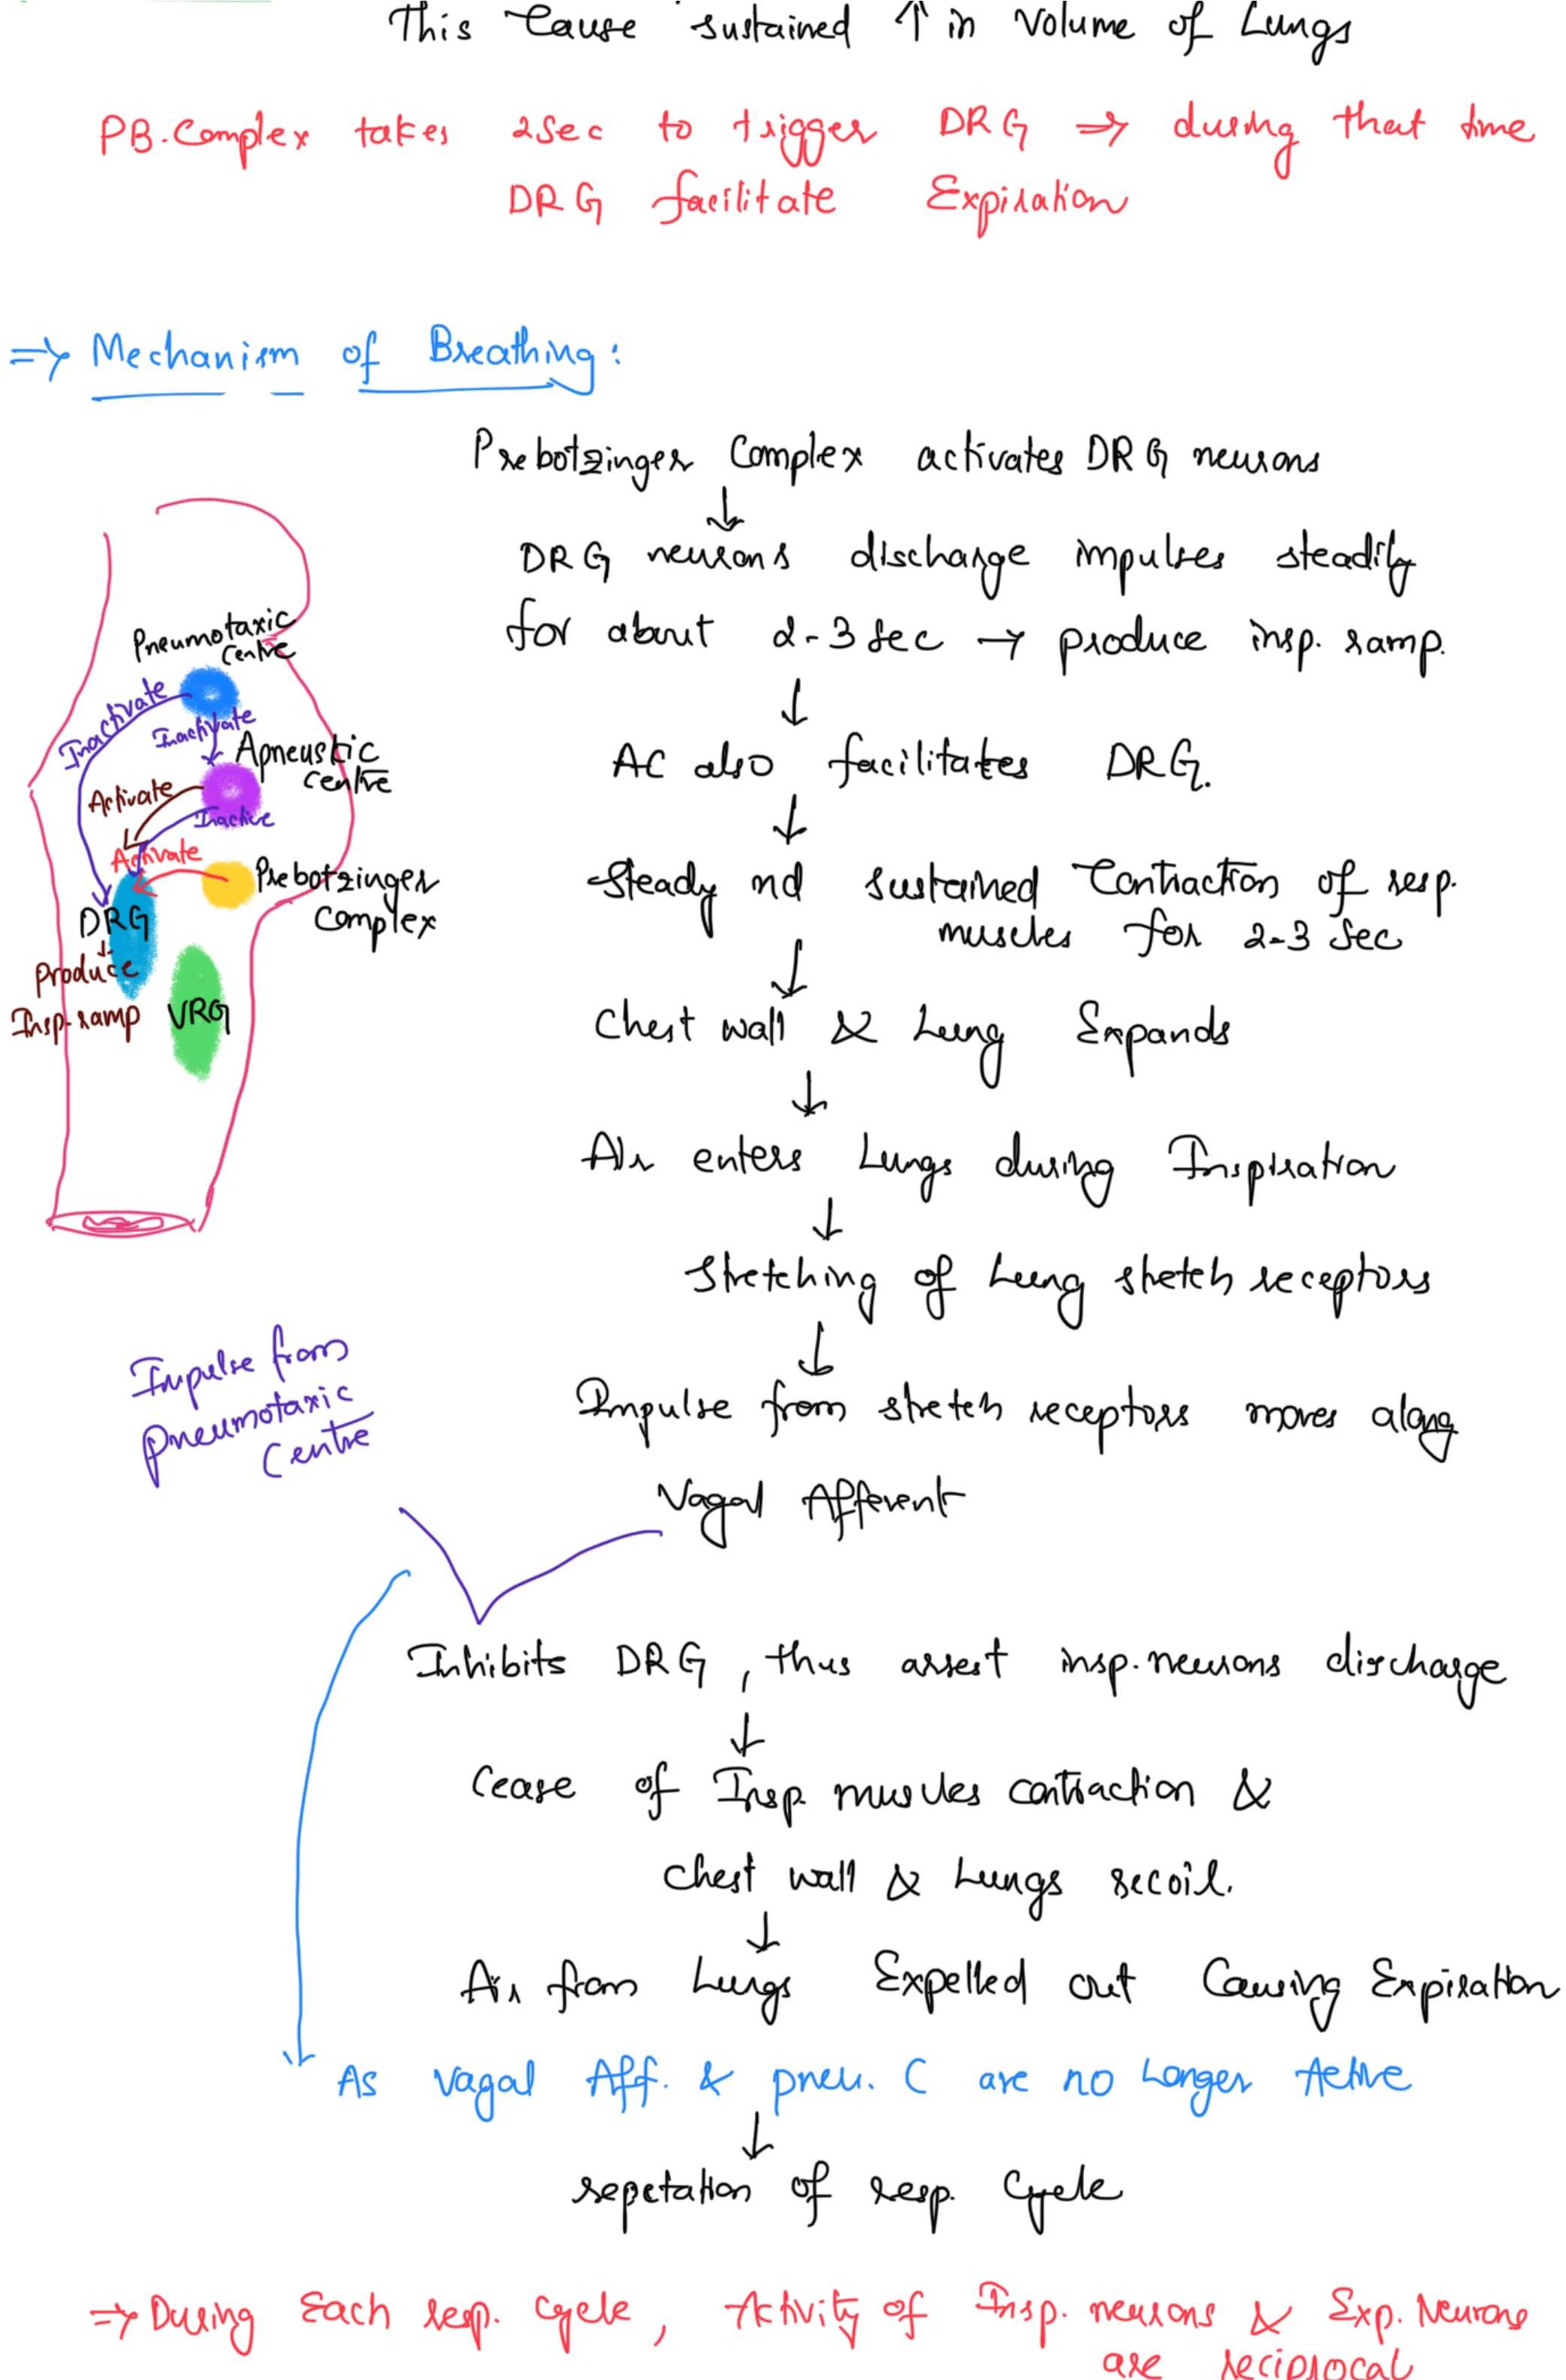 This Cause sustained ↑ in Volume of Lungs
PB.Complex takes 2sec to trigger DRG => during that time
DRG facilitate Expiration
=> Mechanism of Breathing:
Prebotzinger Complex activates DRG neurons
↓
DRG neurons discharge impulses steadily
for about 2-3 sec → produce insp. ramp.
↓
AC also facilitates DRG.
↓
Steady nd sustained Contraction of resp.
muscles for 2-3 sec
↓
Chest wall & Lung Expands
↓
Air enters Lungs during Inspiration
↓
Stretching of Lung stretch receptors
↓
Impulse from stretch receptors moves along
Vagal Afferent
Pneumotaxic
Centre
Inactivate
Inactivate
Apneustic
Centre
Activate
Inactive
Activate
Prebotzinger
Complex
DRG
↓
Produce
Insp. ramp
VRG
Impulse from
pneumotaxic
Centre
Inhibits DRG, thus arrest insp. neurons discharge
↓
Cease of Insp. muscles contraction &
Chest wall & Lungs recoil.
↓
Air from Lungs Expelled out Causing Expiration
As Vagal Aff. & pneu. C are no Longer Active
↓
repetation of resp. Cycle
=> During Each resp. Cycle, Activity of Insp. neurons & Exp. Neurons
are reciprocal